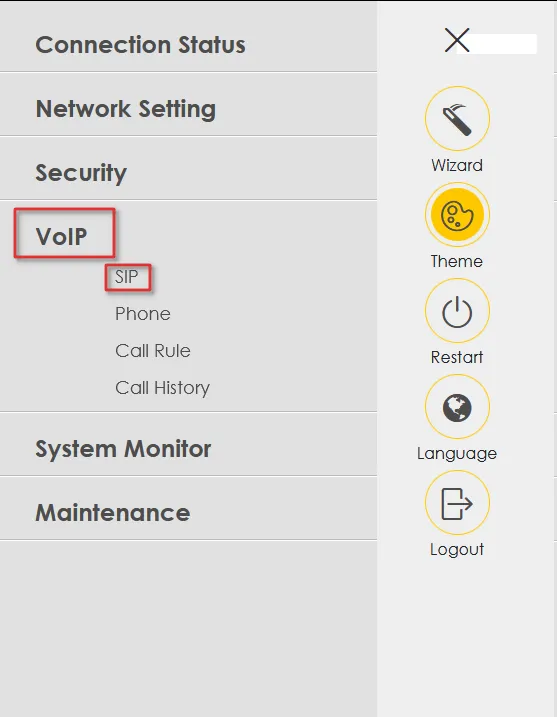 Connection Status
Network Setting
Security
VoIP
SIP
Phone
Call Rule
Call History
System Monitor
Maintenance
Wizard
Theme
Restart
Language
Logout